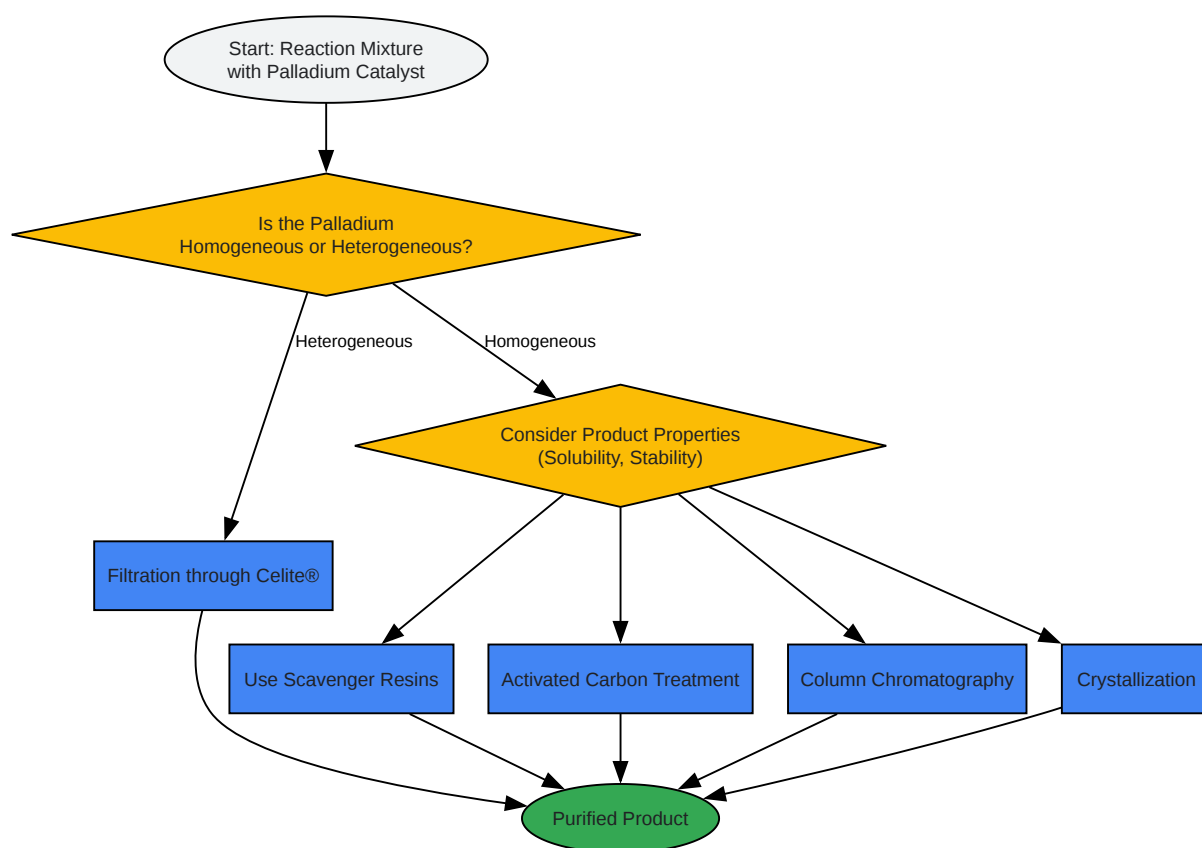 Start: Reaction Mixture
with Palladium Catalyst
Is the Palladium
Homogeneous or Heterogeneous?
Heterogeneous
Homogeneous
Consider Product Properties
(Solubility, Stability)
Filtration through Celite®
Use Scavenger Resins
Activated Carbon Treatment
Column Chromatography
Crystallization
Purified Product